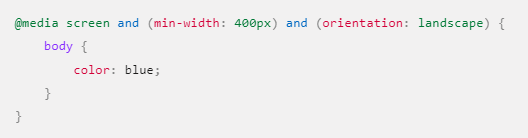 @media screen and (min-width: 400px) and (orientation: landscape) {
    body {
        color: blue;
    }
}